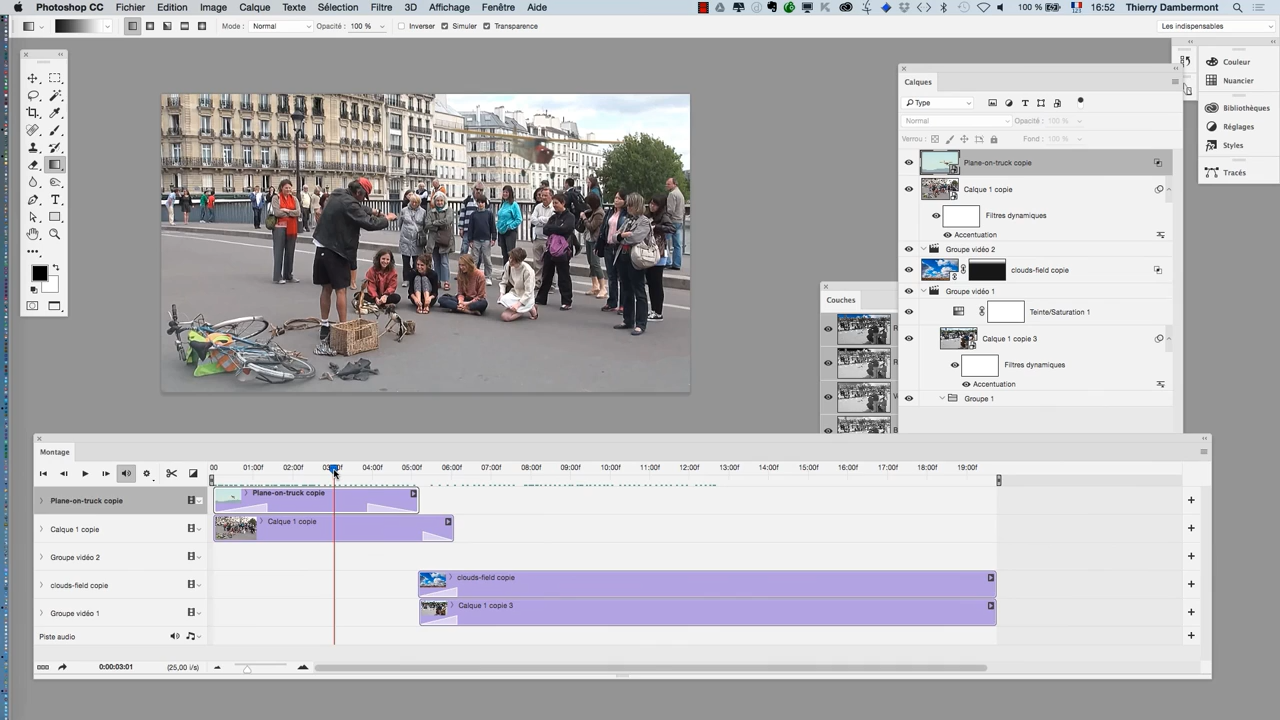 Photoshop CC Fichier Edition Image Calque Texte Sélection Filtre 3D Affichage Fenêtre Aide 100 % 16:52 Thierry Dambermont
Mode : Normal Opacité : 100 % Inverser Simuler Transparence Les indispensables
Calques
Type
Normal Opacité : 100 %
Verrou : Fond : 100 %
Plane-on-truck copie
Calque 1 copie
Filtres dynamiques
Accentuation
Groupe vidéo 2
clouds-field copie
Groupe vidéo 1
Teinte/Saturation 1
Calque 1 copie 3
Filtres dynamiques
Accentuation
Groupe 1
Couleur
Nuancier
Bibliothèques
Réglages
Styles
Tracés
Couches
Montage
00 01:00f 02:00f 03:00f 04:00f 05:00f 06:00f 07:00f 08:00f 09:00f 10:00f 11:00f 12:00f 13:00f 14:00f 15:00f 16:00f 17:00f 18:00f 19:00f
Plane-on-truck copie Plane-on-truck copie
Calque 1 copie Calque 1 copie
Groupe vidéo 2
clouds-field copie clouds-field copie
Groupe vidéo 1 Calque 1 copie 3
Piste audio
0:00:03:01 (25,00 i/s)